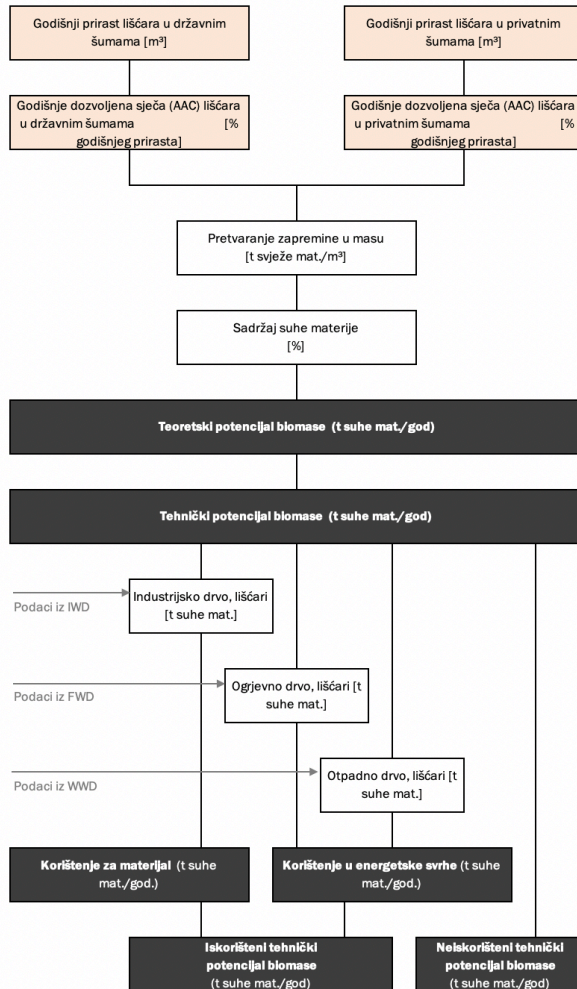 Godišnji prirast lišćara u državnim
šumama [m³]
Godišnji prirast lišćara u privatnim
šumama [m³]
Godišnje dozvoljena sječa (AAC) lišćara
u državnim šumama [%
godišnjeg prirasta]
Godišnje dozvoljena sječa (AAC) lišćara
u privatnim šumama [%
godišnjeg prirasta]
Pretvaranje zapremine u masu
[t svježe mat./m³]
Sadržaj suhe materije
[%]
Teoretski potencijal biomase (t suhe mat./god)
Tehnički potencijal biomase (t suhe mat./god)
Industrijsko drvo, lišćari
[t suhe mat.]
Podaci iz IWD
Ogrjevno drvo, lišćari [t
suhe mat.]
Podaci iz FWD
Otpadno drvo, lišćari [t
suhe mat.]
Podaci iz WWD
Korištenje za materijal (t suhe
mat./god.)
Korištenje u energetske svrhe (t suhe
mat./god.)
Iskorišteni tehnički
potencijal biomase
(t suhe mat./god)
Neiskorišteni tehnički
potencijal biomase
(t suhe mat./god)